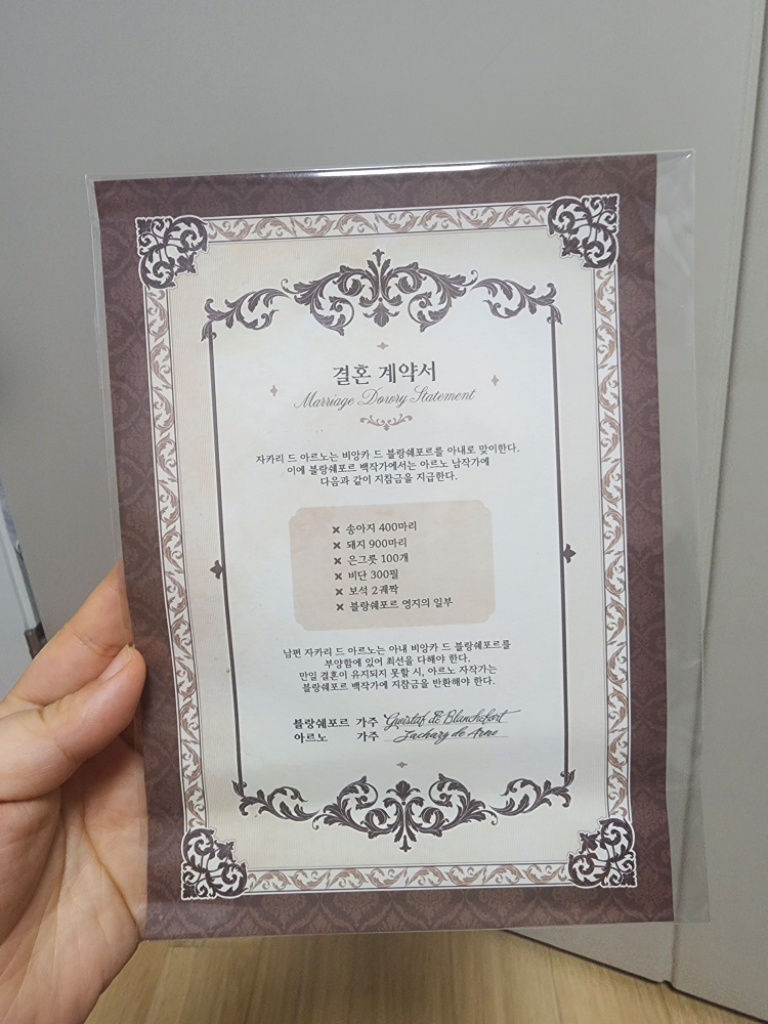 결혼 계약서
Marriage Dowry Statement
자카리 드 아르노는 비앙카 드 블랑쉐포르를 아내로 맞이한다.
이에 블랑쉐포르 백작가에서는 아르노 남작가에
다음과 같이 지참금을 지급한다.
× 송아지 400마리
× 돼지 900마리
× 은그릇 100개
× 비단 300필
× 보석 2궤짝
× 블랑쉐포르 영지의 일부
남편 자카리 드 아르노는 아내 비앙카 드 블랑쉐포르를
부양함에 있어 최선을 다해야 한다.
만일 결혼이 유지되지 못할 시, 아르노 자작가는
블랑쉐포르 백작가에 지참금을 반환해야 한다.
블랑쉐포르 가주 Gustaf de Blanchefort
아르노 가주 Zachary de Arno